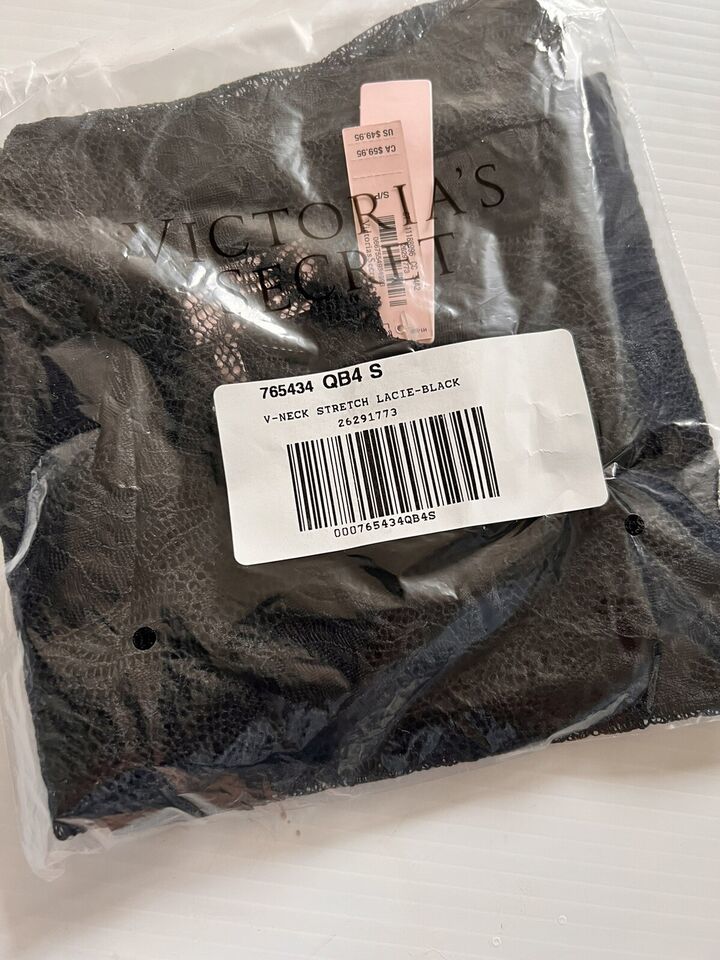 US $49.95
CA $59.95
S/P
VICTORIA'S
SECRET
765434 QB4 S
V-NECK STRETCH LACIE-BLACK
26291773
000765434QB4S